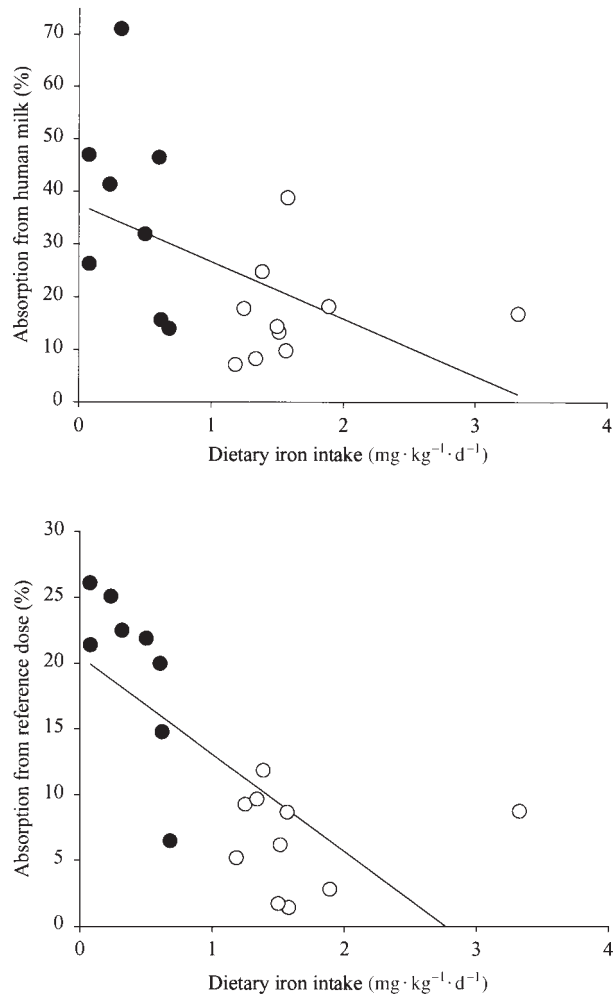 70
60
50
40
30
20
10
0
Absorption from human milk (%)
1 2 3 4
Dietary iron intake (mg · kg⁻¹ · d⁻¹)
30
25
20
15
10
5
0
Absorption from reference dose (%)
0 1 2 3 4
Dietary iron intake (mg · kg⁻¹ · d⁻¹)